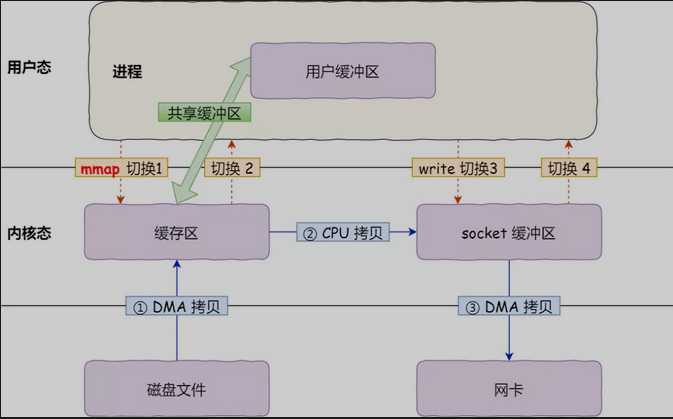 用户态
进程
用户缓冲区
共享缓冲区
mmap 切换1
切换 2
write 切换3
切换 4
内核态
缓存区
② CPU 拷贝
socket 缓冲区
① DMA 拷贝
③ DMA 拷贝
磁盘文件
网卡